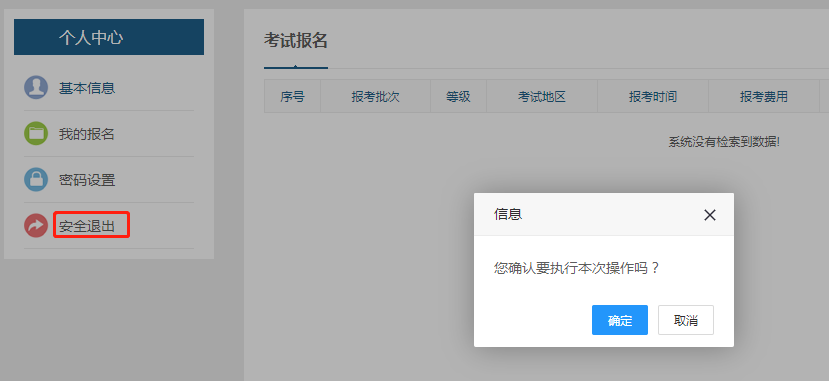 个人中心
基本信息
我的报名
密码设置
安全退出
考试报名
序号 报考批次 等级 考试地区 报考时间 报考费用
系统没有检索到数据!
信息
您确认要执行本次操作吗？
确定 取消